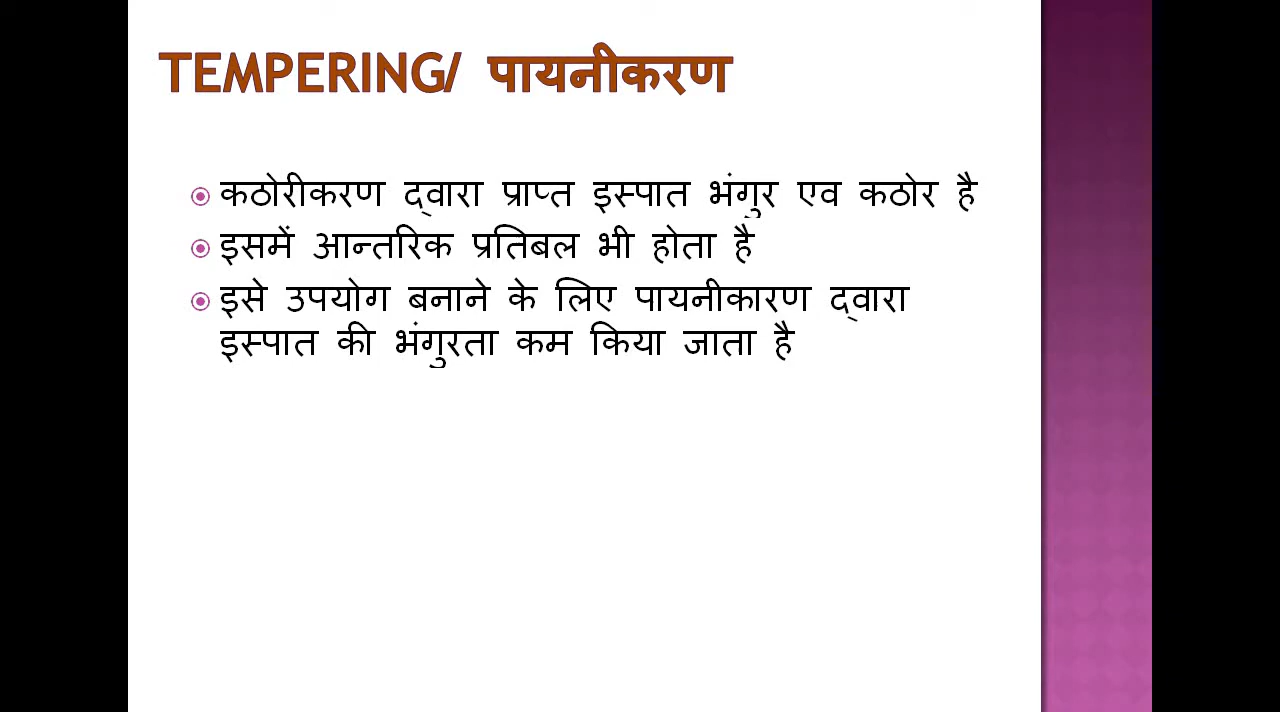 TEMPERING/ पायनीकरण
कठोरीकरण द्वारा प्राप्त इस्पात भंगुर एव कठोर है
इसमें आन्तरिक प्रतिबल भी होता है
इसे उपयोग बनाने के लिए पायनीकारण द्वारा
इस्पात की भंगुरता कम किया जाता है